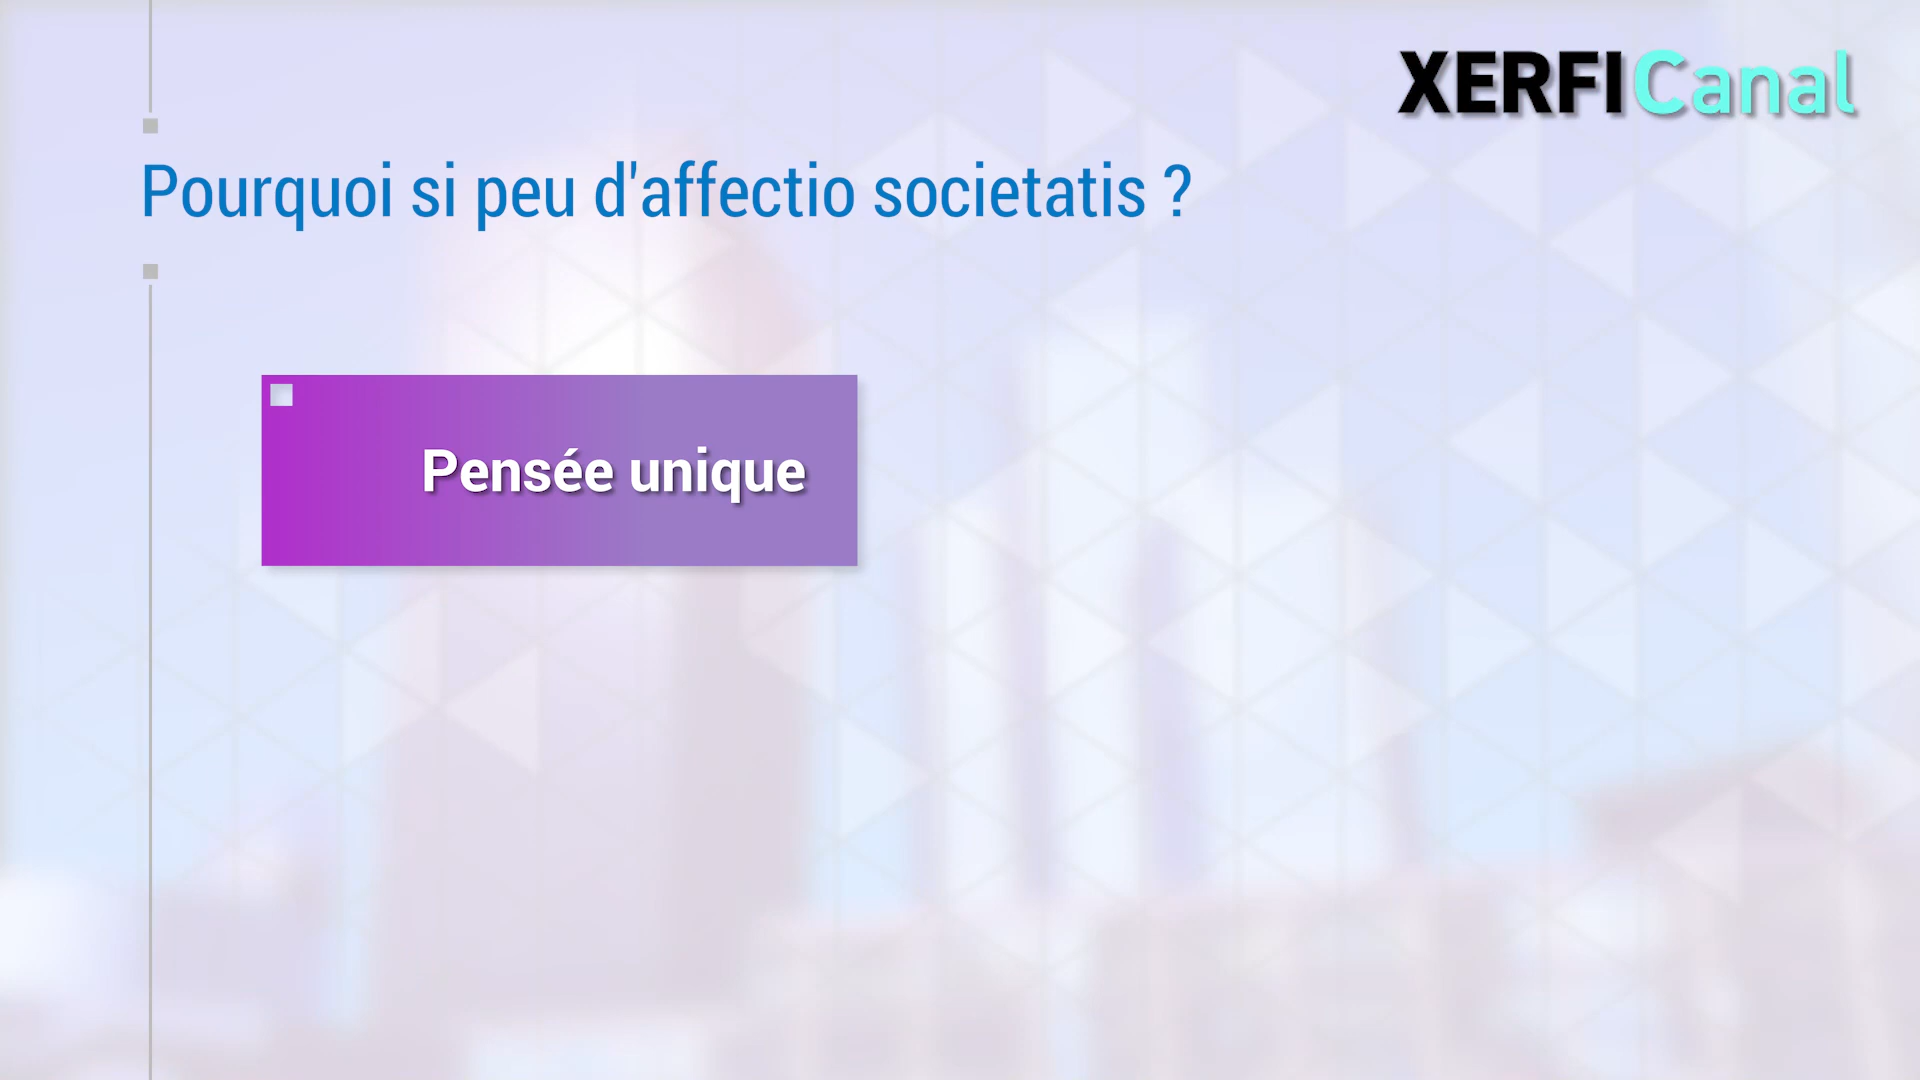 XERFI Canal
Pourquoi si peu d'affectio societatis ?
Pensée unique